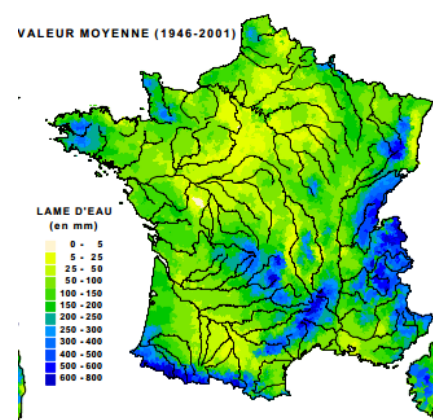 VALEUR MOYENNE (1946-2001)
LAME D'EAU
(en mm)
0 - 5
5 - 25
25 - 50
50 - 100
100 - 150
150 - 200
200 - 250
250 - 300
300 - 400
400 - 500
500 - 600
600 - 800